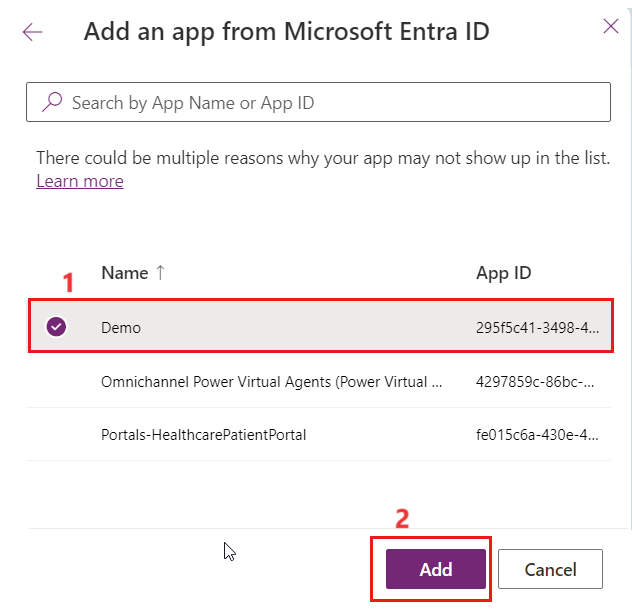 Add an app from Microsoft Entra ID
Search by App Name or App ID
There could be multiple reasons why your app may not show up in the list.
Learn more
1
Name ↑ App ID
Demo 295f5c41-3498-4...
Omnichannel Power Virtual Agents (Power Virtual ... 4297859c-86bc-...
Portals-HealthcarePatientPortal fe015c6a-430e-4...
2
Add Cancel